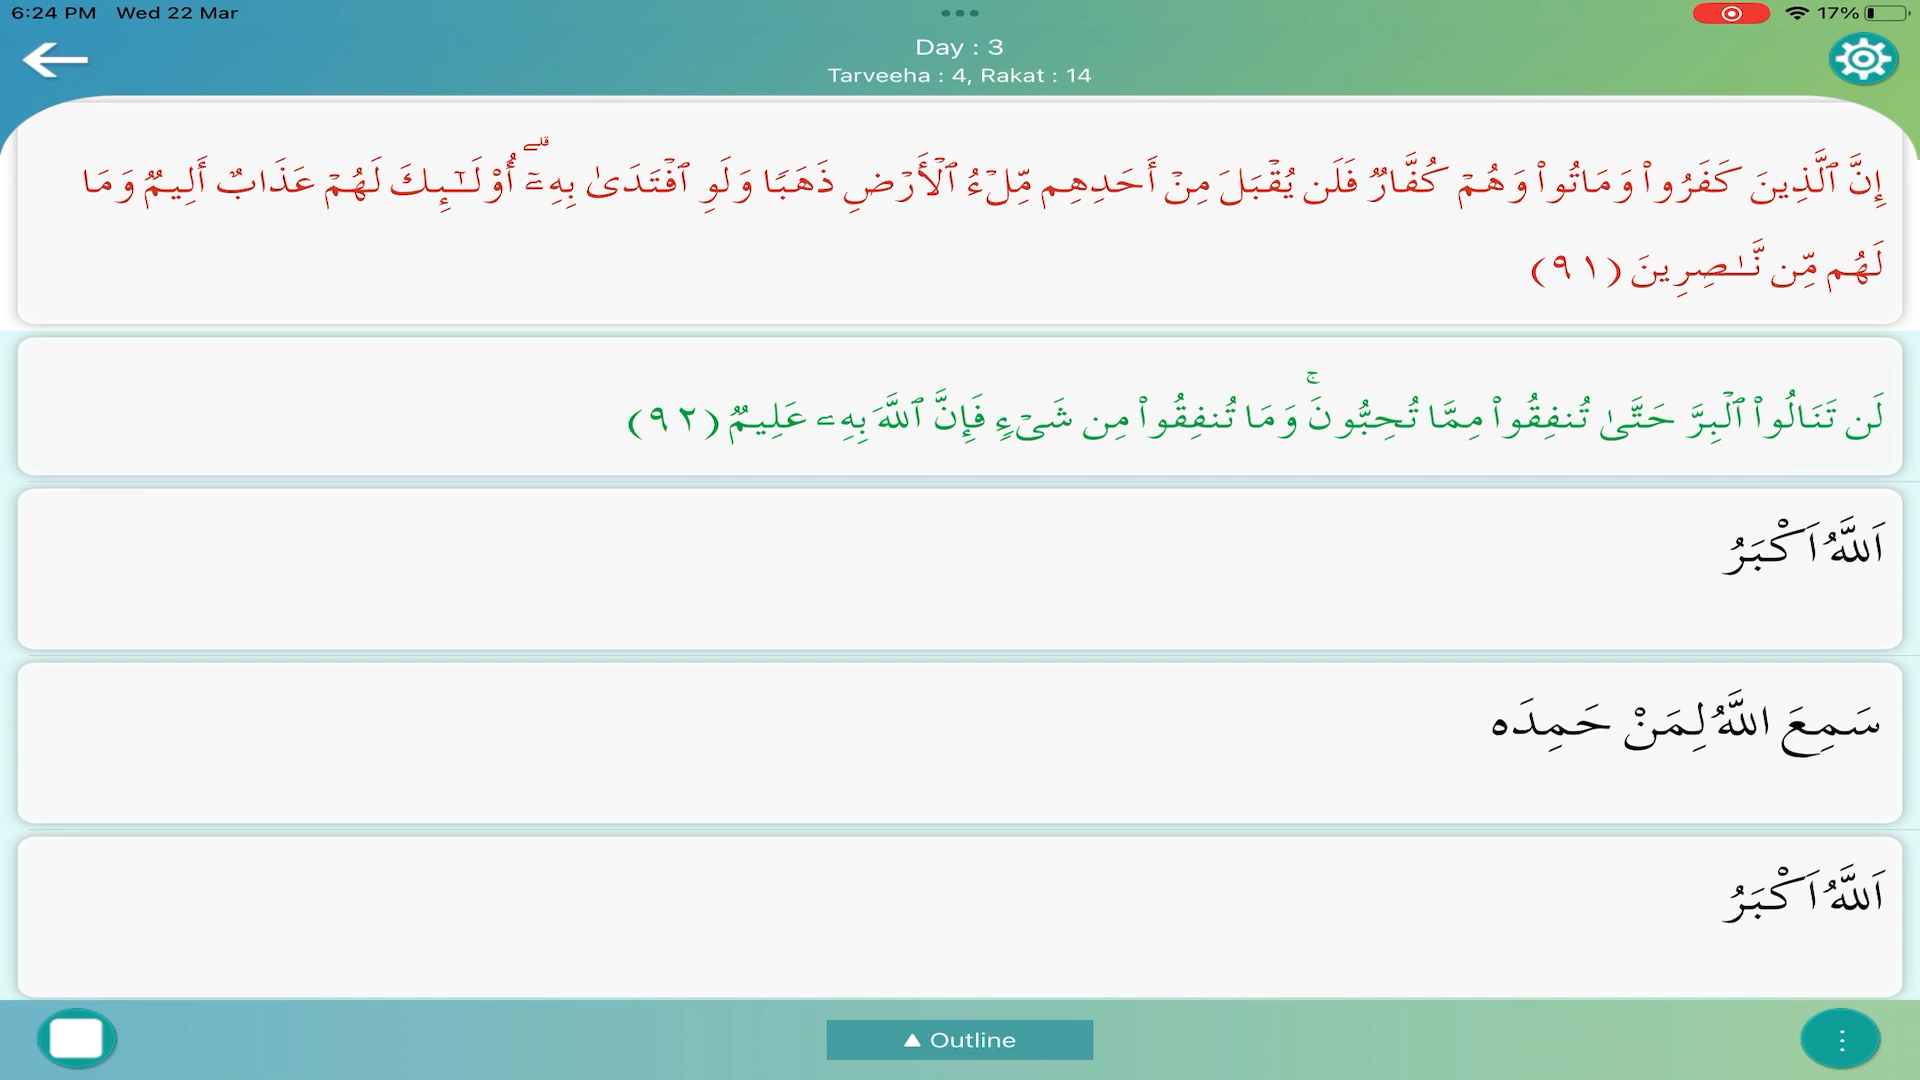 6:24 PM Wed 22 Mar
17%
Day : 3
Tarveeha : 4, Rakat : 14
إِنَّ ٱلَّذِينَ كَفَرُوا۟ وَمَاتُوا۟ وَهُمْ كُفَّارٌۭ فَلَن يُقْبَلَ مِنْ أَحَدِهِم مِّلْءُ ٱلْأَرْضِ ذَهَبًۭا وَلَوِ ٱفْتَدَىٰ بِهِۦٓ ۗ أُو۟لَـٰٓئِكَ لَهُمْ عَذَابٌ أَلِيمٌۭ وَمَا
لَهُم مِّن نَّـٰصِرِينَ (٩١)
لَن تَنَالُوا۟ ٱلْبِرَّ حَتَّىٰ تُنفِقُوا۟ مِمَّا تُحِبُّونَ ۚ وَمَا تُنفِقُوا۟ مِن شَىْءٍۢ فَإِنَّ ٱللَّهَ بِهِۦ عَلِيمٌۭ (٩٢)
اَللَّهُ اَكْبَرُ
سَمِعَ اللَّهُ لِمَنْ حَمِدَه
اَللَّهُ اَكْبَرُ
▲ Outline